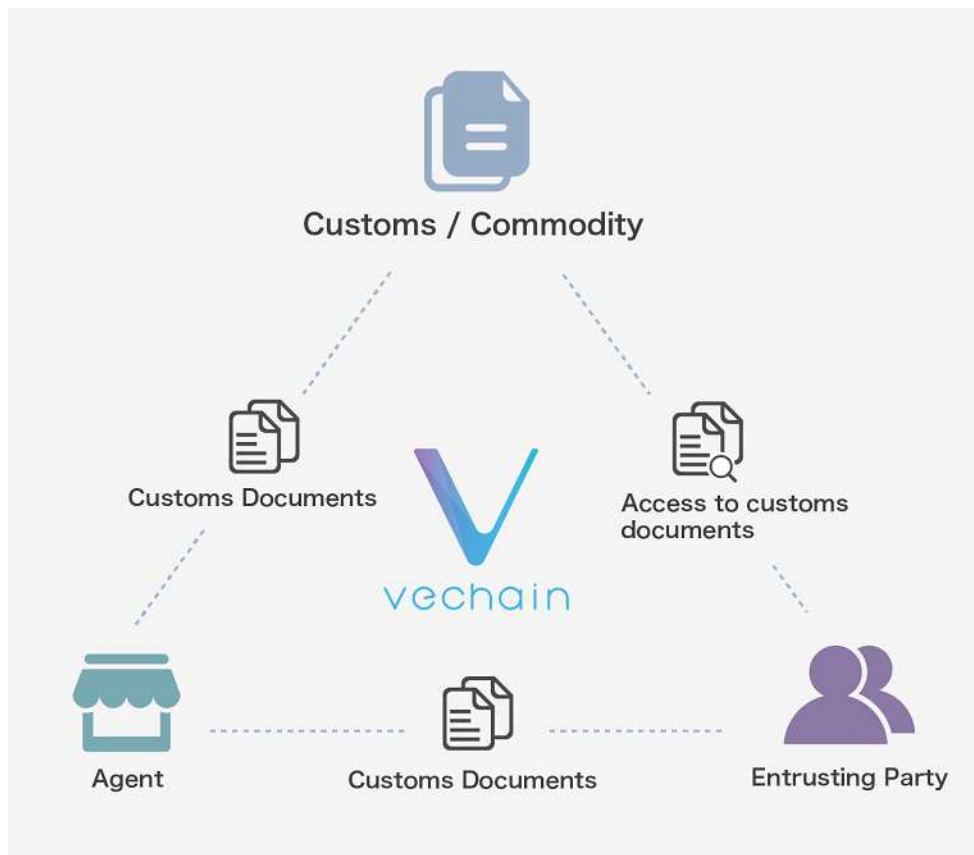 Customs / Commodity
Customs Documents
Access to customs
documents
vechain
Agent
Customs Documents
Entrusting Party